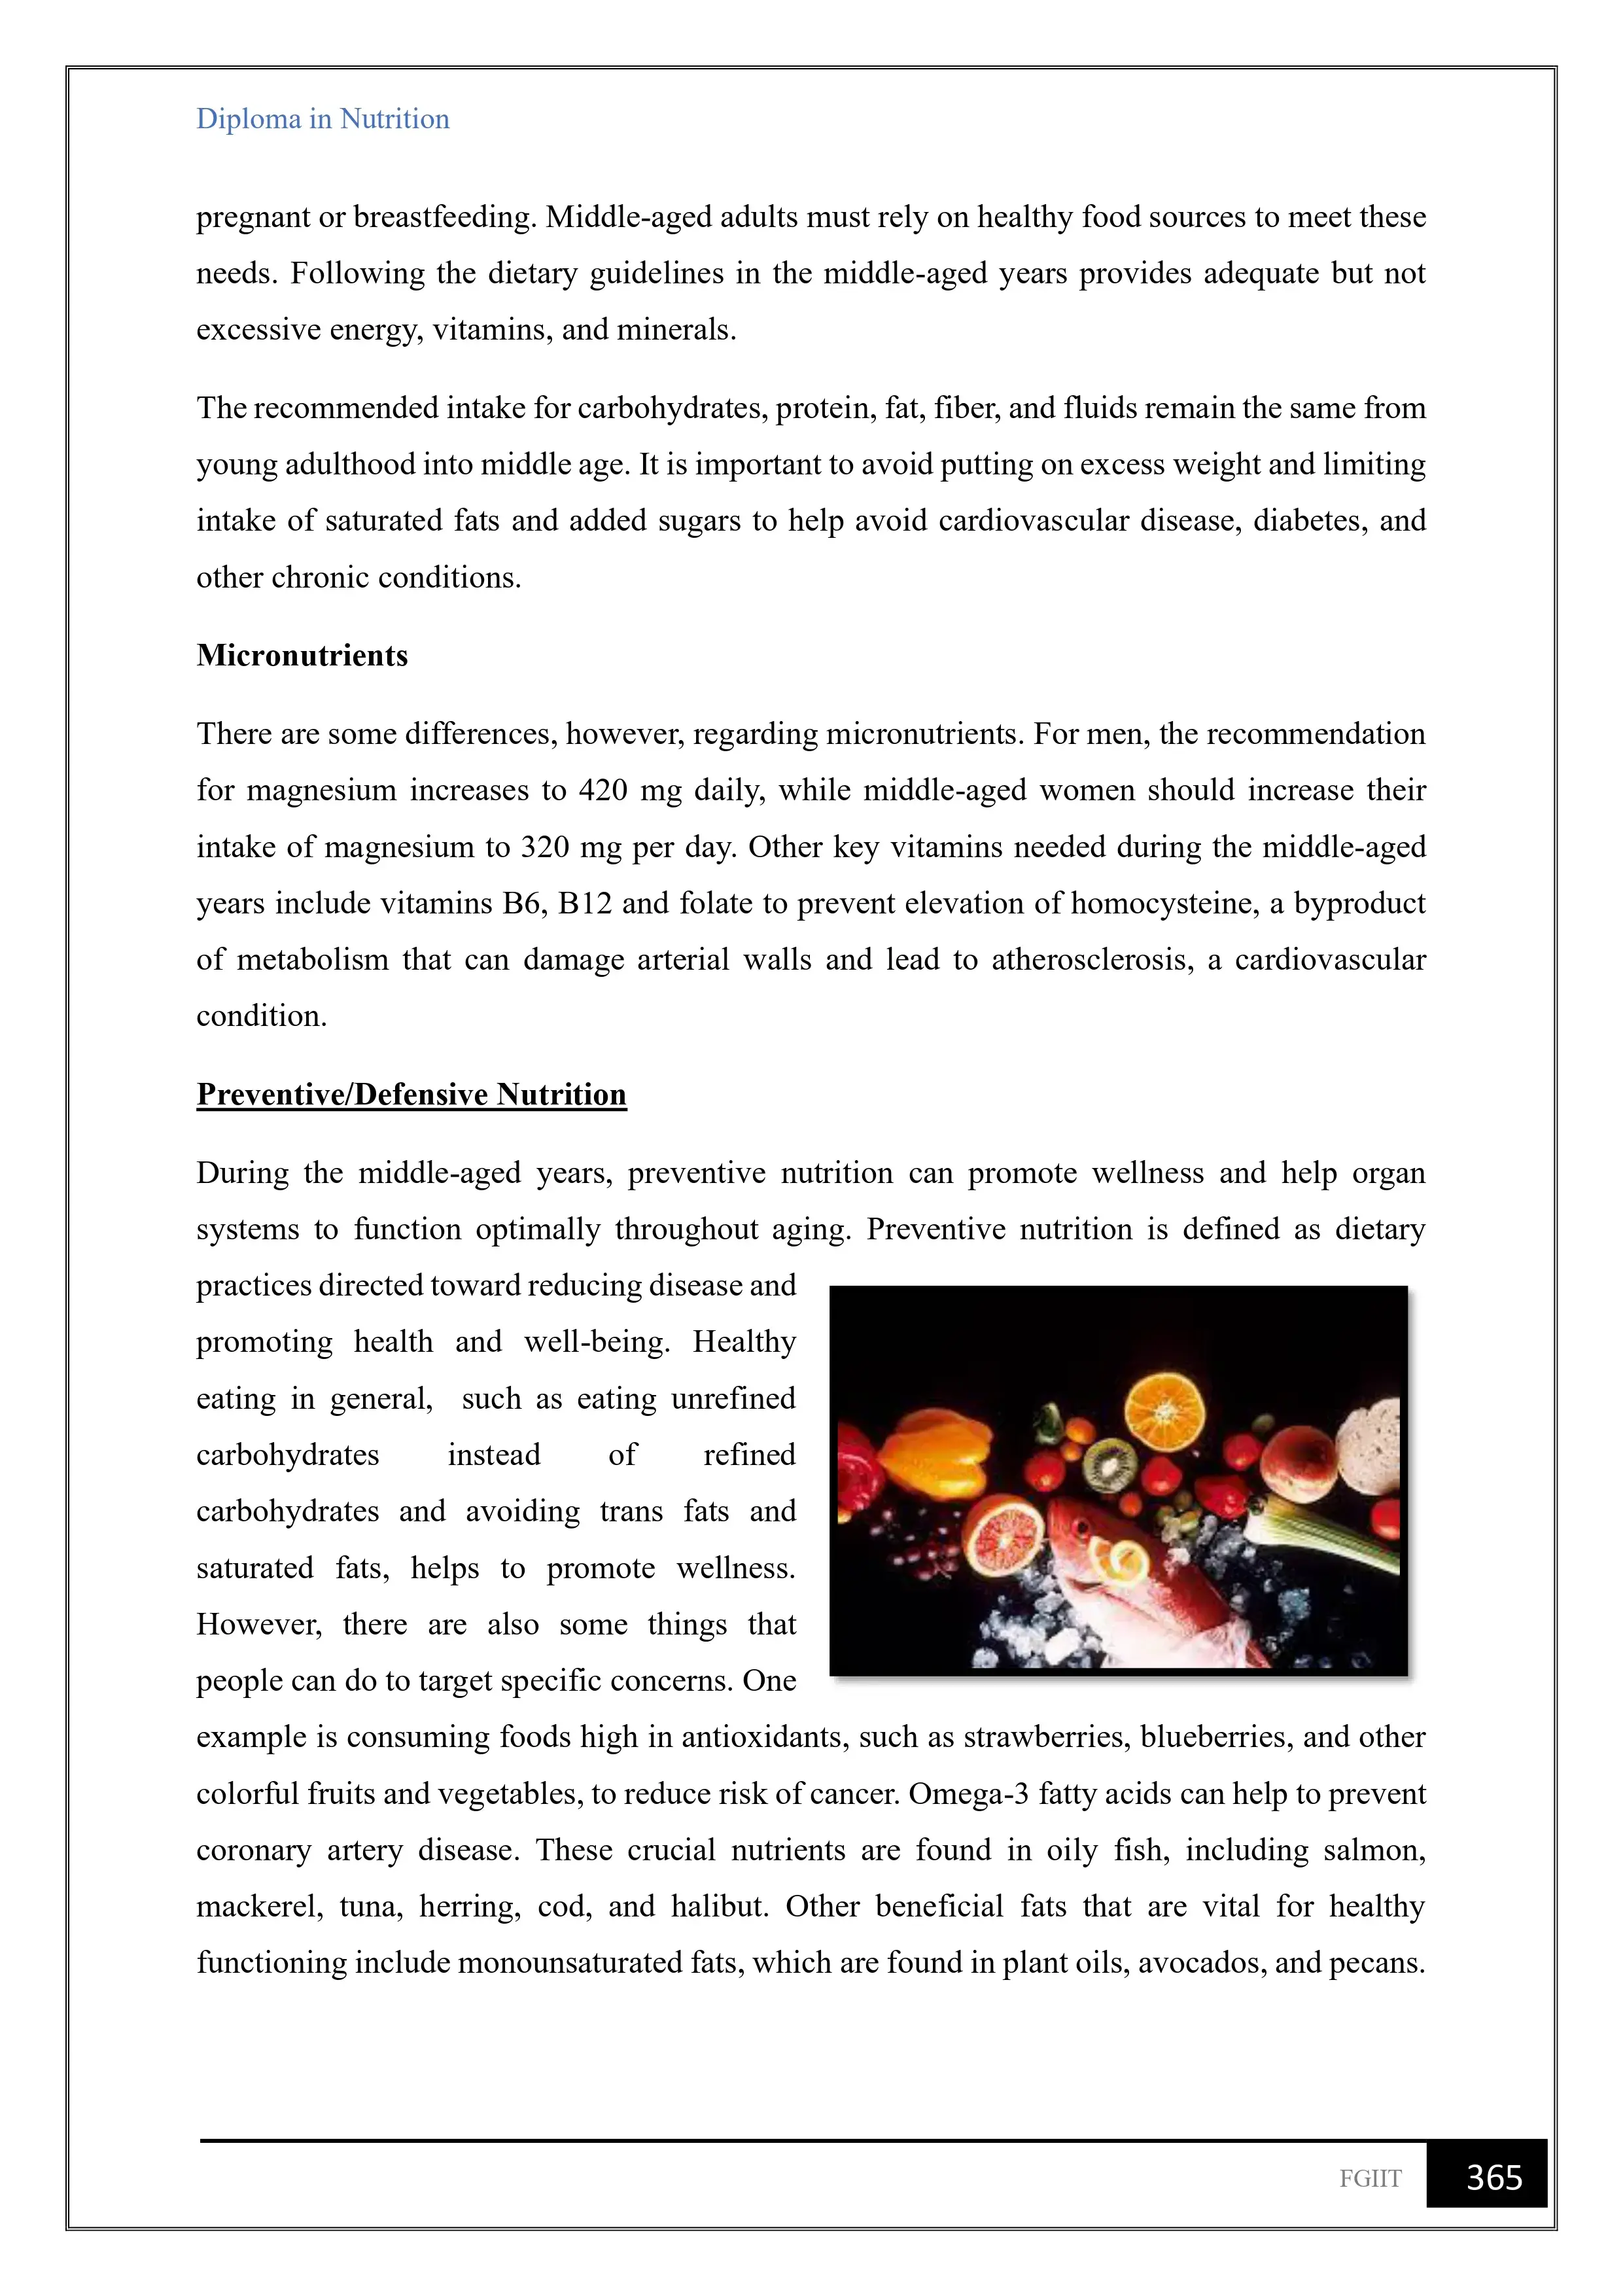 Diploma in Nutrition
pregnant or breastfeeding. Middle-aged adults must rely on healthy food sources to meet these
needs. Following the dietary guidelines in the middle-aged years provides adequate but not
excessive energy, vitamins, and minerals.
The recommended intake for carbohydrates, protein, fat, fiber, and fluids remain the same from
young adulthood into middle age. It is important to avoid putting on excess weight and limiting
intake of saturated fats and added sugars to help avoid cardiovascular disease, diabetes, and
other chronic conditions.
Micronutrients
There are some differences, however, regarding micronutrients. For men, the recommendation
for magnesium increases to 420 mg daily, while middle-aged women should increase their
intake of magnesium to 320 mg per day. Other key vitamins needed during the middle-aged
years include vitamins B6, B12 and folate to prevent elevation of homocysteine, a byproduct
of metabolism that can damage arterial walls and lead to atherosclerosis, a cardiovascular
condition.
Preventive/Defensive Nutrition
During the middle-aged years, preventive nutrition can promote wellness and help organ
systems to function optimally throughout aging. Preventive nutrition is defined as dietary
practices directed toward reducing disease and
promoting health and well-being. Healthy
eating in general, such as eating unrefined
carbohydrates instead of refined
carbohydrates and avoiding trans fats and
saturated fats, helps to promote wellness.
However, there are also some things that
people can do to target specific concerns. One
example is consuming foods high in antioxidants, such as strawberries, blueberries, and other
colorful fruits and vegetables, to reduce risk of cancer. Omega-3 fatty acids can help to prevent
coronary artery disease. These crucial nutrients are found in oily fish, including salmon,
mackerel, tuna, herring, cod, and halibut. Other beneficial fats that are vital for healthy
functioning include monounsaturated fats, which are found in plant oils, avocados, and pecans.
FGIIT 365